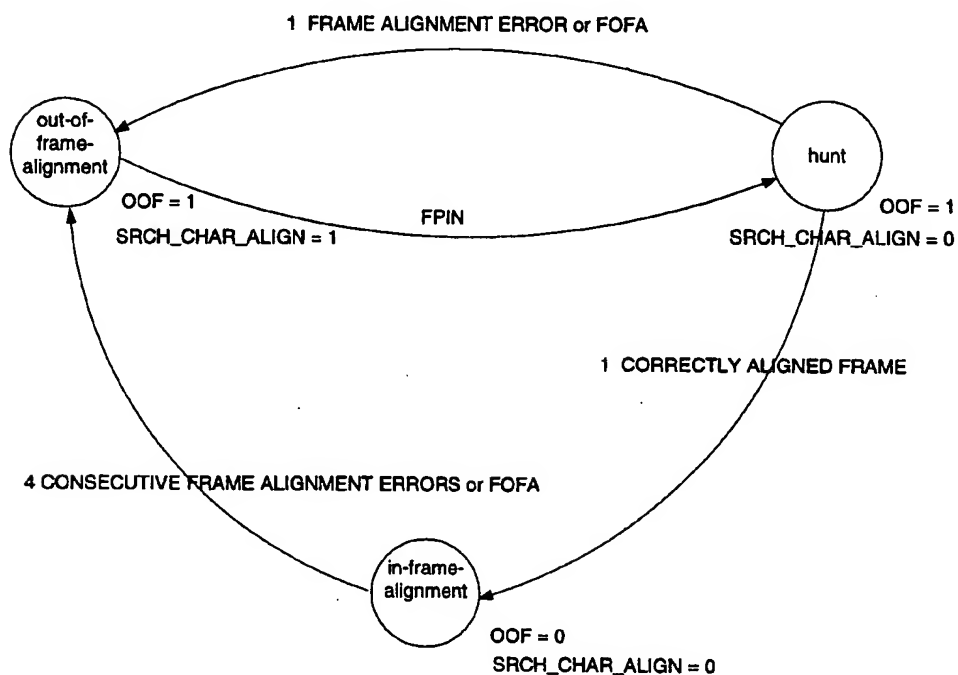 1 FRAME ALIGNMENT ERROR or FOFA
out-of-
frame-
alignment
hunt
OOF = 1
SRCH_CHAR_ALIGN = 1
FPIN
OOF = 1
SRCH_CHAR_ALIGN = 0
1 CORRECTLY ALIGNED FRAME
4 CONSECUTIVE FRAME ALIGNMENT ERRORS or FOFA
in-frame-
alignment
OOF = 0
SRCH_CHAR_ALIGN = 0